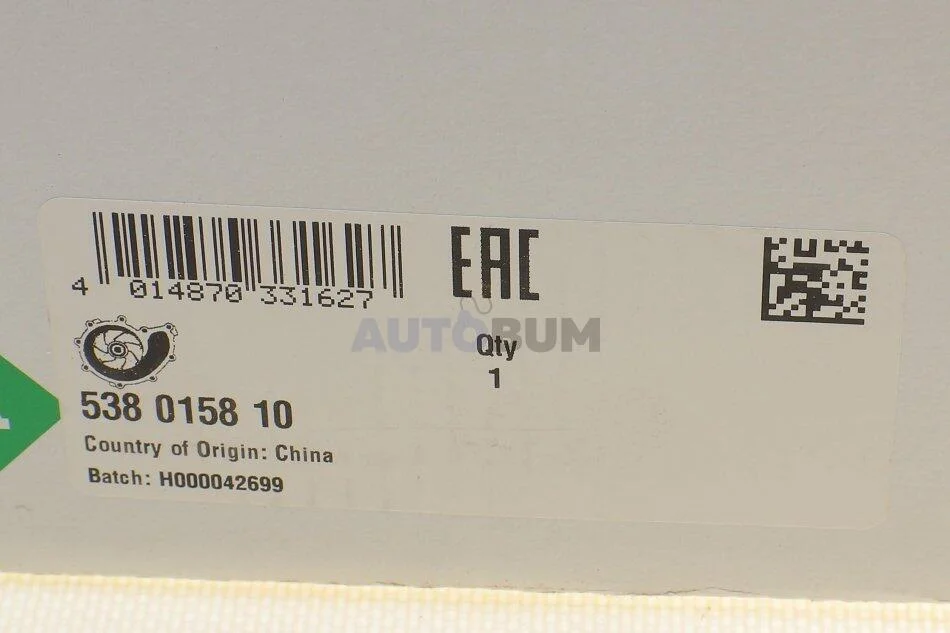 4 014870 331627
EAC
AUTOBUM
Qty
1
538 0158 10
Country of Origin: China
Batch: H000042699